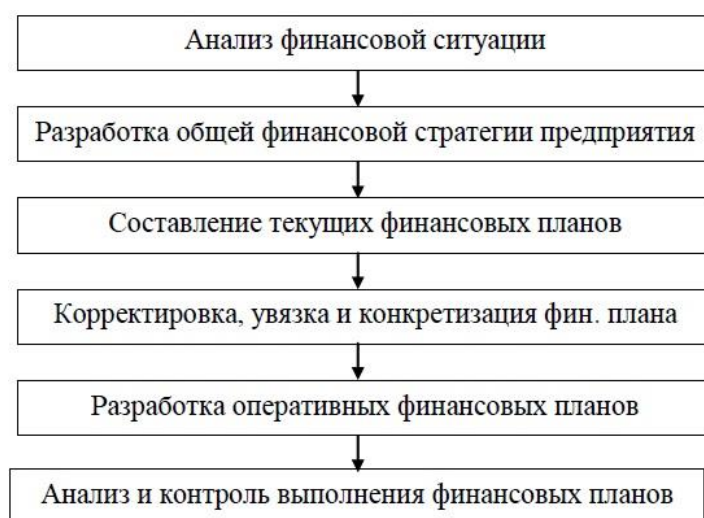 Анализ финансовой ситуации
Разработка общей финансовой стратегии предприятия
Составление текущих финансовых планов
Корректировка, увязка и конкретизация фин. плана
Разработка оперативных финансовых планов
Анализ и контроль выполнения финансовых планов